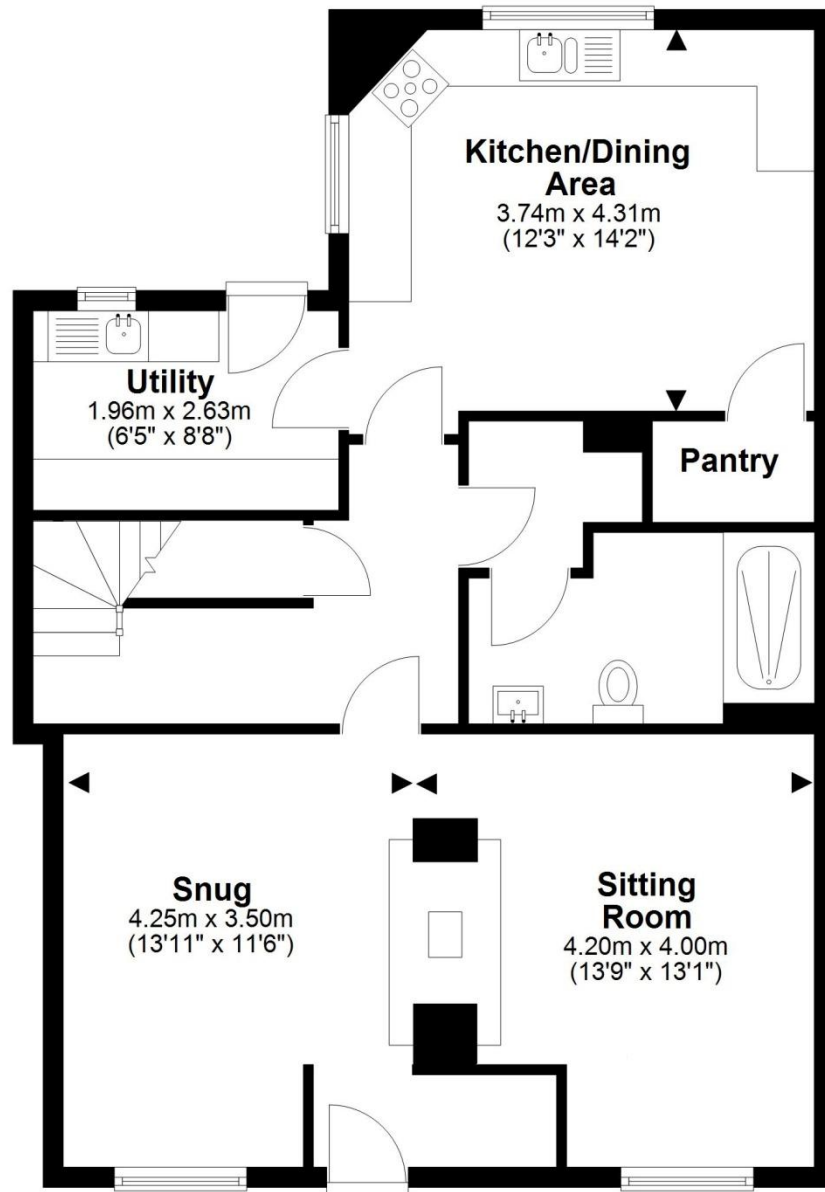 Kitchen/Dining
Area
3.74m x 4.31m
(12'3" x 14'2")
Utility
1.96m x 2.63m
(6'5" x 8'8")
Pantry
Snug
4.25m x 3.50m
(13'11" x 11'6")
Sitting
Room
4.20m x 4.00m
(13'9" x 13'1")